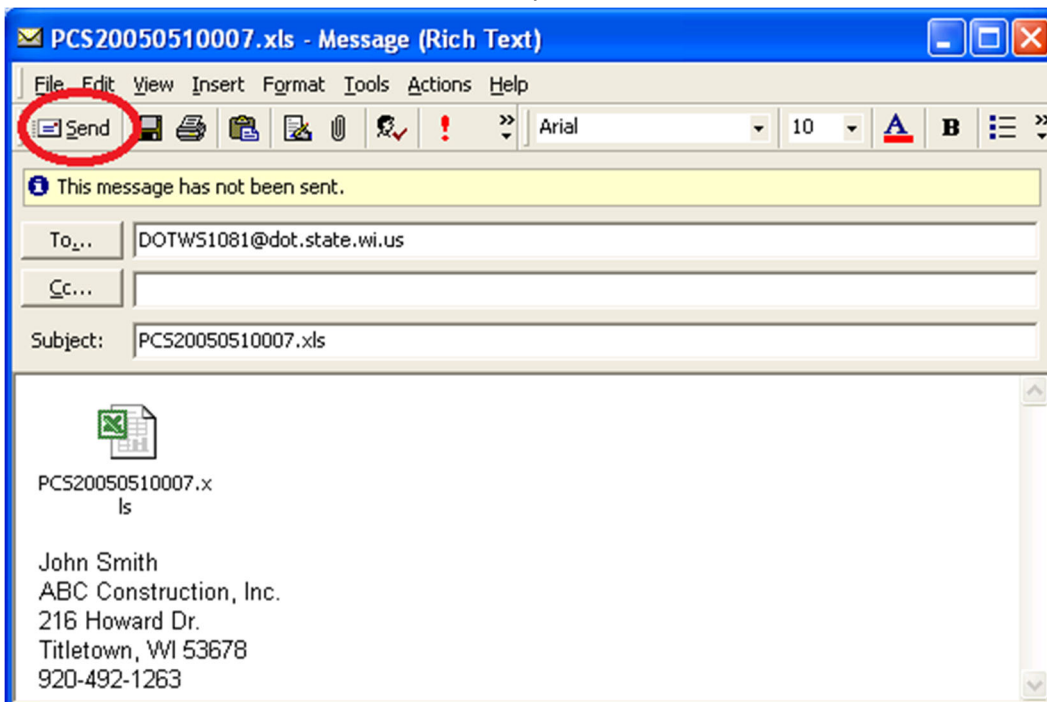 PCS20050510007.xls - Message (Rich Text)
File Edit View Insert Format Tools Actions Help
Send Arial 10 A B
This message has not been sent.
To... DOTWS1081@dot.state.wi.us
Cc...
Subject: PCS20050510007.xls
PCS20050510007.x
ls
John Smith
ABC Construction, Inc.
216 Howard Dr.
Titletown, WI 53678
920-492-1263